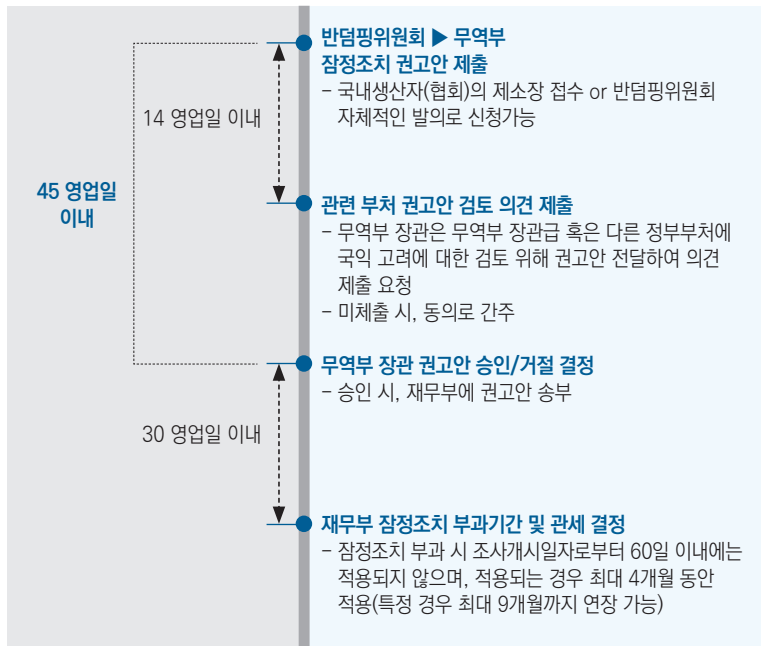 반덤핑위원회 ▶ 무역부
잠정조치 권고안 제출
– 국내생산자(협회)의 제소장 접수 or 반덤핑위원회
자체적인 발의로 신청가능
14 영업일 이내
45 영업일
이내
관련 부처 권고안 검토 의견 제출
– 무역부 장관은 무역부 장관급 혹은 다른 정부부처에
국익 고려에 대한 검토 위해 권고안 전달하여 의견
제출 요청
– 미체출 시, 동의로 간주
무역부 장관 권고안 승인/거절 결정
– 승인 시, 재무부에 권고안 송부
30 영업일 이내
재무부 잠정조치 부과기간 및 관세 결정
– 잠정조치 부과 시 조사개시일자로부터 60일 이내에는
적용되지 않으며, 적용되는 경우 최대 4개월 동안
적용(특정 경우 최대 9개월까지 연장 가능)